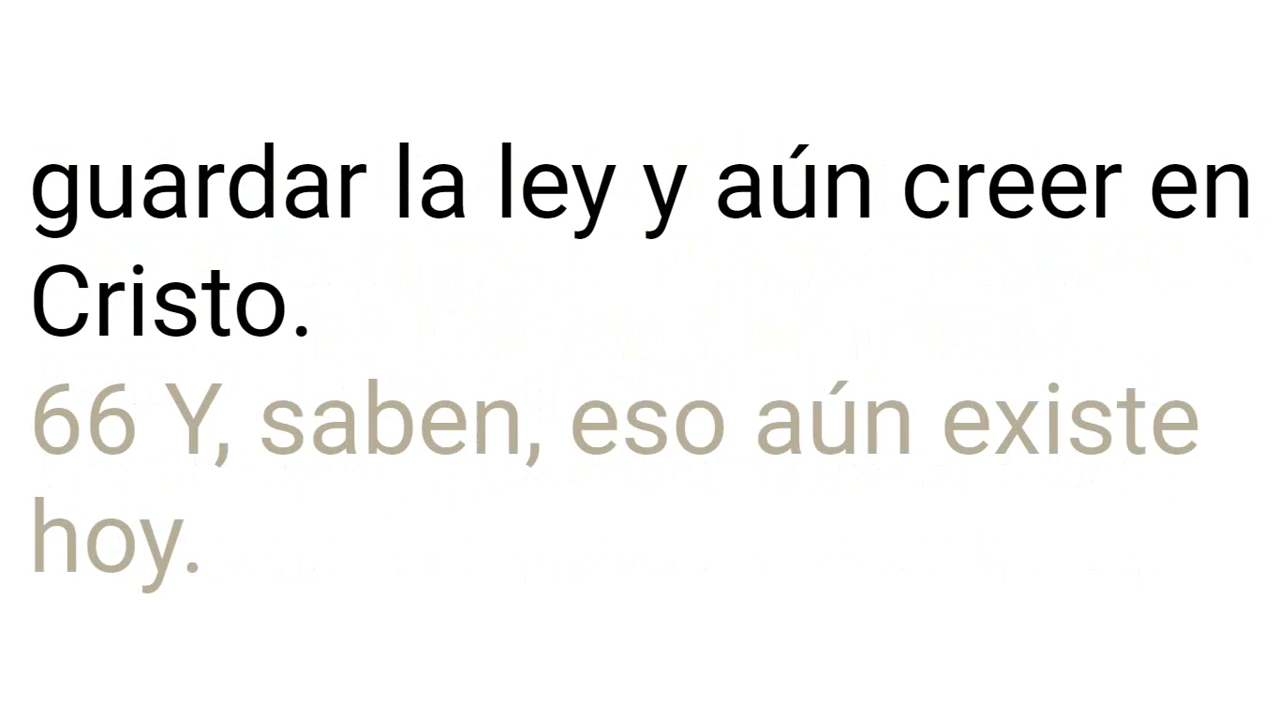 guardar la ley y aún creer en
Cristo.
66 Y, saben, eso aún existe
hoy.